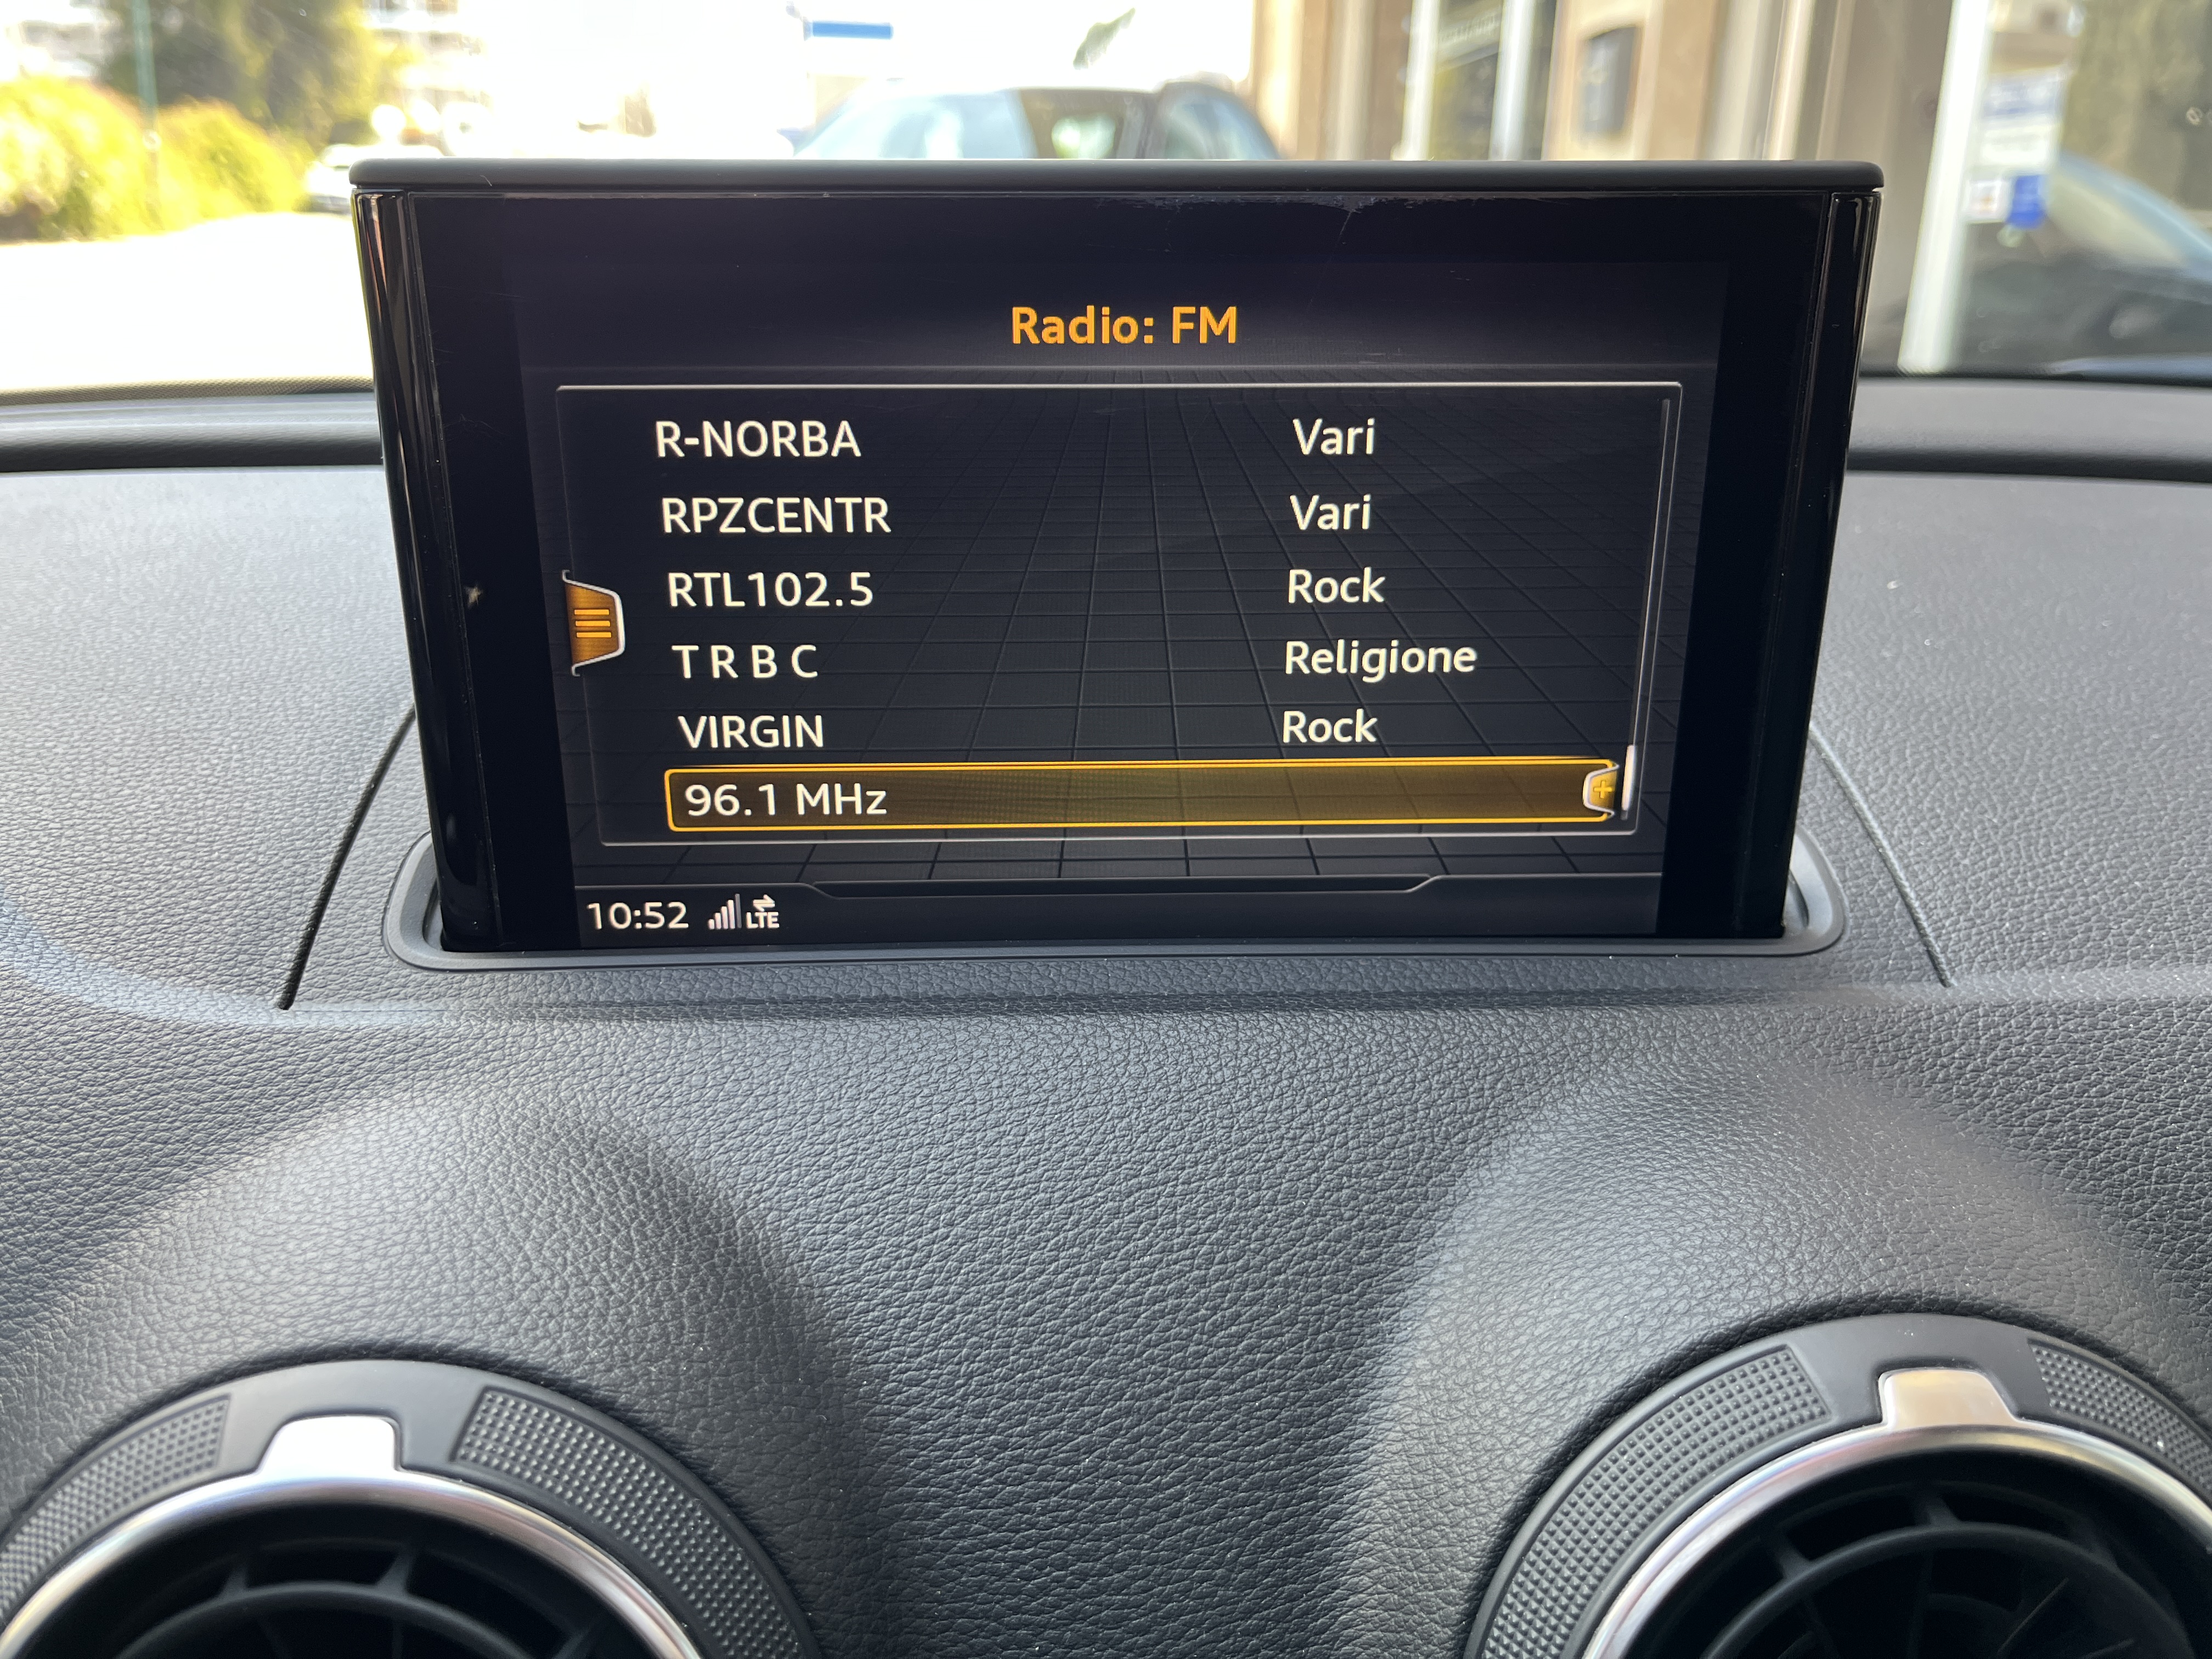 Radio: FM
R-NORBA Vari
RPZCENTR Vari
RTL102.5 Rock
T R B C Religione
VIRGIN Rock
96.1 MHz
10:52 LTE